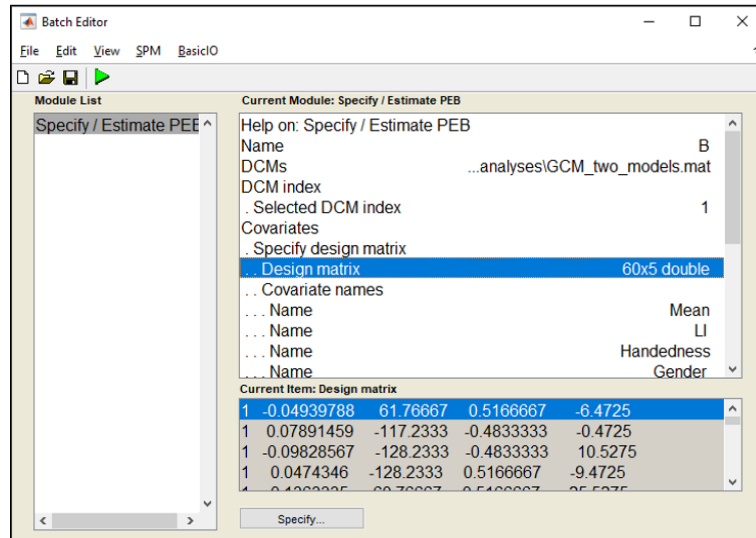 Batch Editor
File Edit View SPM BasicIO
Module List
Current Module: Specify / Estimate PEB
Specify / Estimate PEE
Help on: Specify / Estimate PEB
Name B
DCMs ...analyses\GCM_two_models.mat
DCM index
. Selected DCM index 1
Covariates
. Specify design matrix
. . Design matrix 60x5 double
. . Covariate names
. . . Name Mean
. . . Name LI
. . . Name Handedness
. . . Name Gender
Current Item: Design matrix
1 -0.04939788 61.76667 0.5166667 -6.4725
1 0.07891459 -117.2333 -0.4833333 -0.4725
1 -0.09828567 -128.2333 -0.4833333 10.5275
1 0.0474346 -128.2333 0.5166667 -9.4725
Specify...